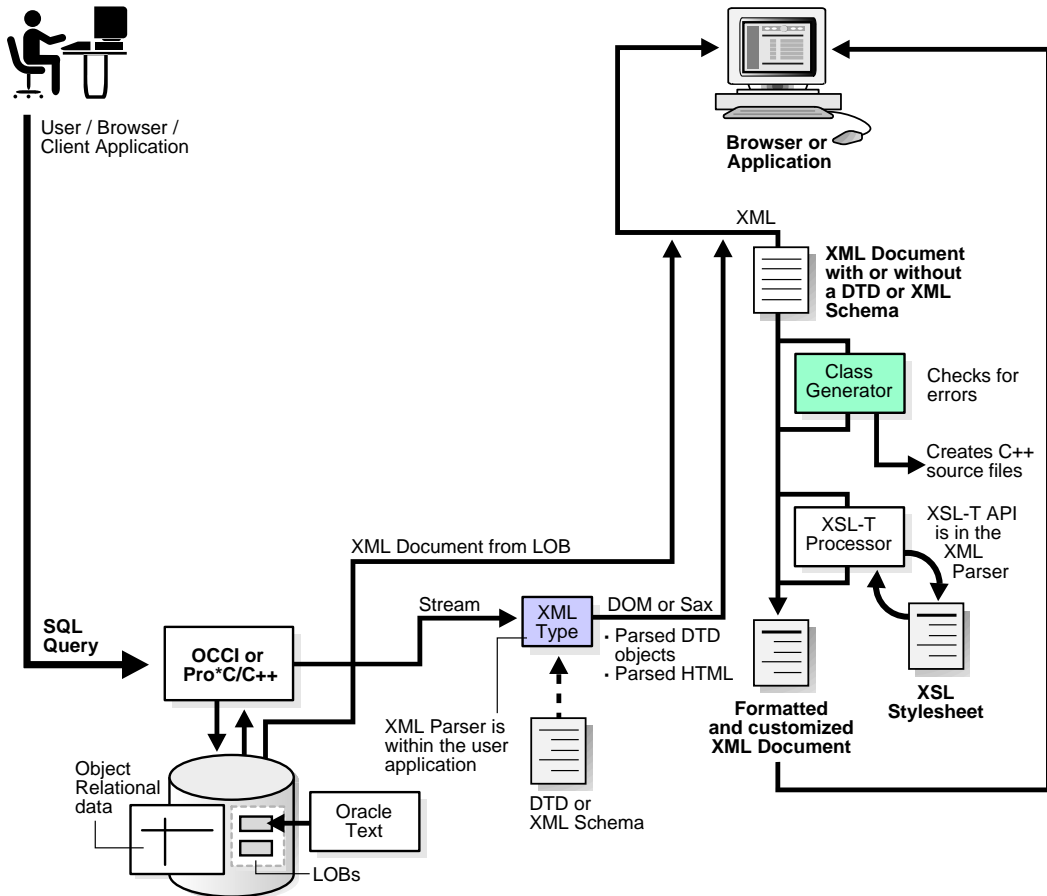 User / Browser /
Client Application
Browser or
Application
XML
XML Document
with or without
a DTD or XML
Schema
Class
Generator
Checks for
errors
Creates C++
source files
XSL-T
Processor
XSL-T API
is in the
XML
Parser
XML Document from LOB
Stream
XML
Type
DOM or Sax
· Parsed DTD
objects
· Parsed HTML
SQL
Query
OCCI or
Pro*C/C++
XML Parser is
within the user
application
Formatted
and customized
XML Document
XSL
Stylesheet
Object
Relational
data
Oracle
Text
DTD or
XML Schema
LOBs